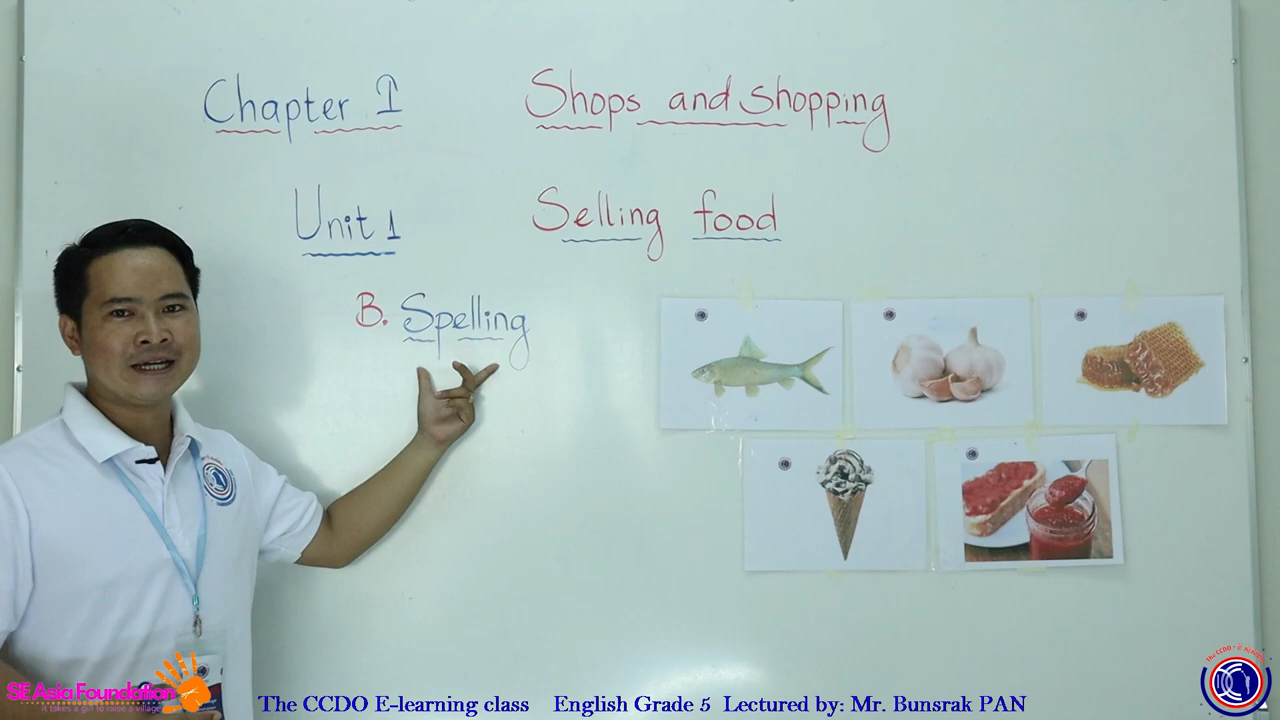 Chapter I Shops and shopping
Unit 1 Selling food
B. Spelling
SE Asia Foundation
it takes a girl to raise a village
The CCDO E-learning class English Grade 5 Lectured by: Mr. Bunsrak PAN